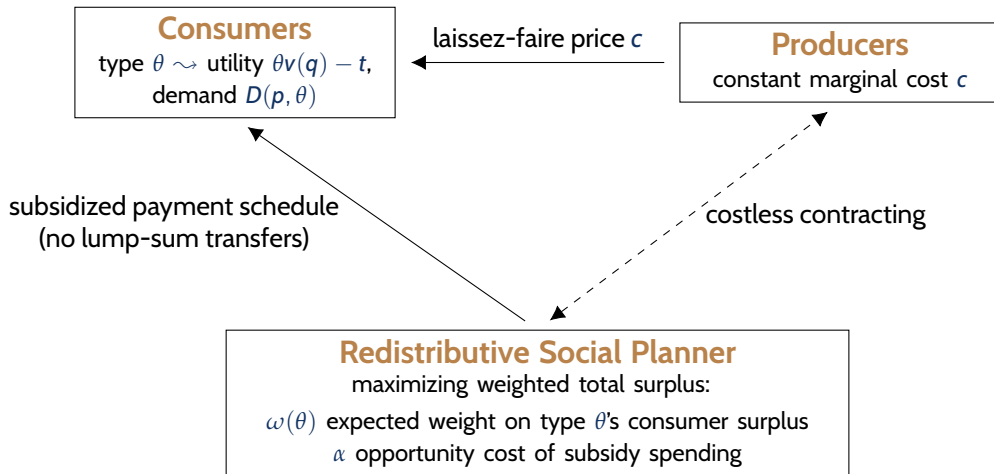 Consumers
type θ ⤳ utility θv(q) − t,
demand D(p, θ)
laissez-faire price c
Producers
constant marginal cost c
subsidized payment schedule
(no lump-sum transfers)
costless contracting
Redistributive Social Planner
maximizing weighted total surplus:
ω(θ) expected weight on type θ's consumer surplus
α opportunity cost of subsidy spending